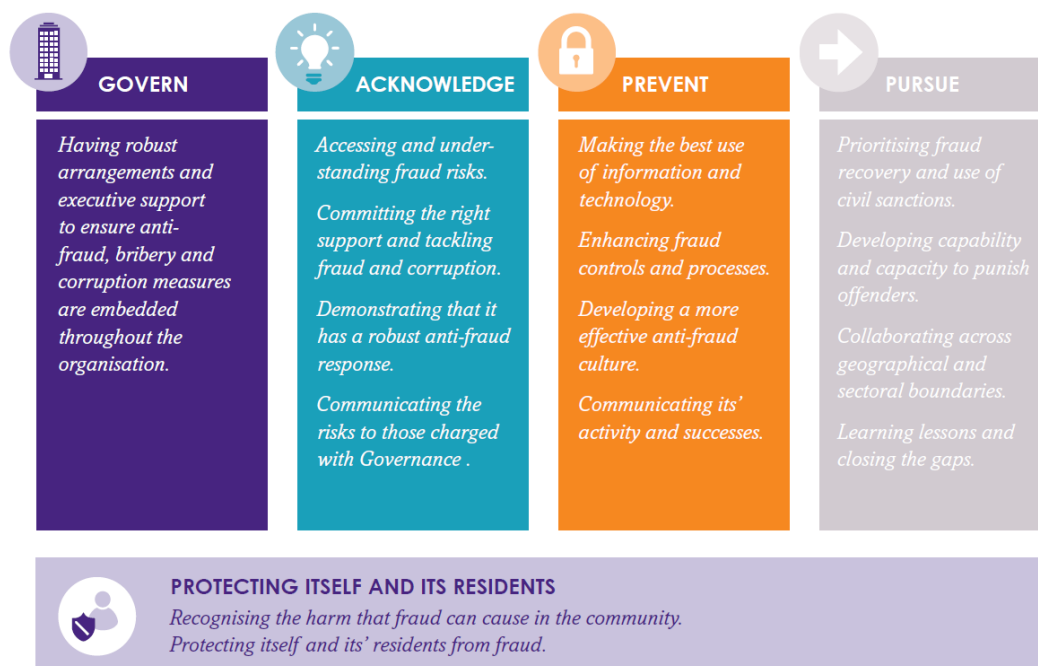 GOVERN
Having robust
arrangements and
executive support
to ensure anti-
fraud, bribery and
corruption measures
are embedded
throughout the
organisation.
ACKNOWLEDGE
Accessing and under-
standing fraud risks.
Committing the right
support and tackling
fraud and corruption.
Demonstrating that it
has a robust anti-fraud
response.
Communicating the
risks to those charged
with Governance .
PREVENT
Making the best use
of information and
technology.
Enhancing fraud
controls and processes.
Developing a more
effective anti-fraud
culture.
Communicating its'
activity and successes.
PURSUE
Prioritising fraud
recovery and use of
civil sanctions.
Developing capability
and capacity to punish
offenders.
Collaborating across
geographical and
sectoral boundaries.
Learning lessons and
closing the gaps.
PROTECTING ITSELF AND ITS RESIDENTS
Recognising the harm that fraud can cause in the community.
Protecting itself and its' residents from fraud.